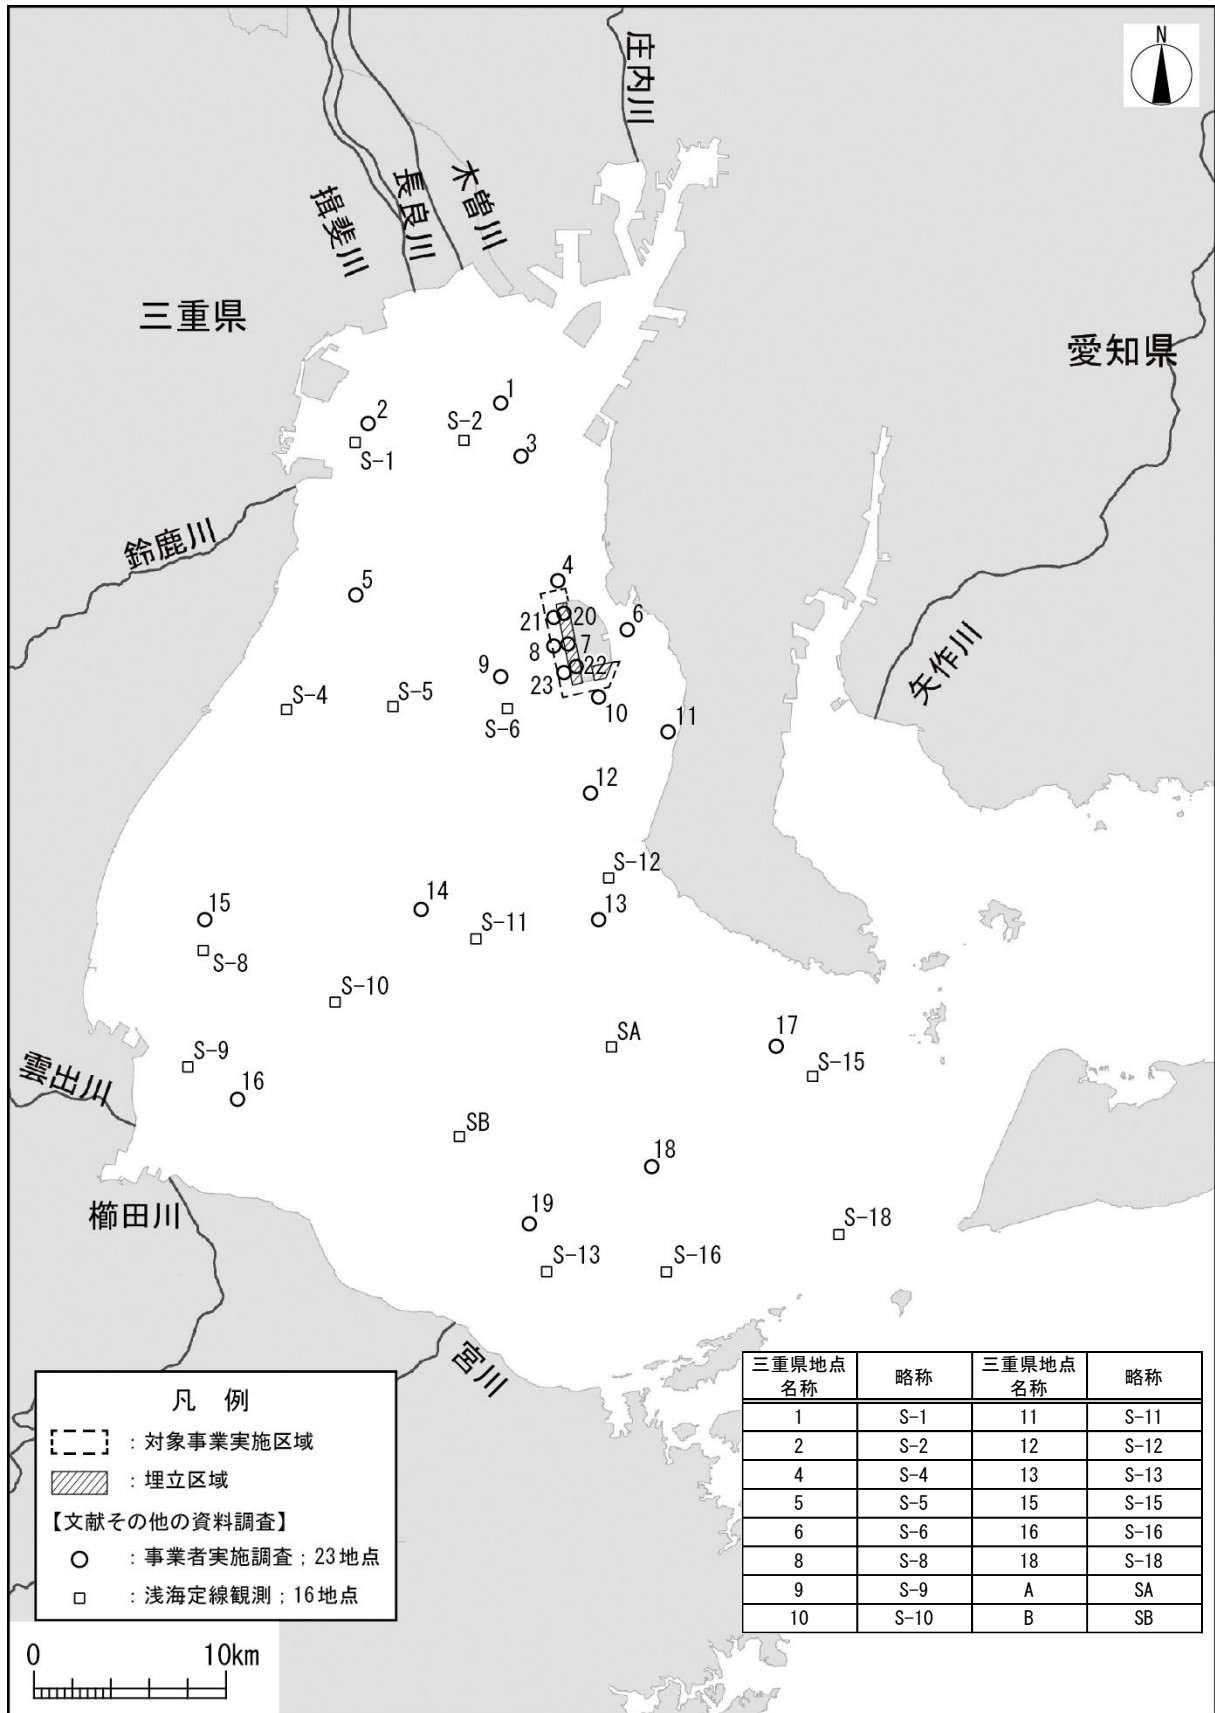 N
庄内川
木曽川
長良川
揖斐川
三重県
愛知県
1
2
S-2
S-1
3
鈴鹿川
5
4
21
20
6
8
7
9
22
23
S-4
S-5
S-6
10
11
矢作川
12
S-12
15
14
13
S-8
S-11
S-10
17
SA
S-15
S-9
雲出川
16
SB
18
櫛田川
19
S-18
S-13
S-16
宮川
凡 例
：対象事業実施区域
：埋立区域
【文献その他の資料調査】
：事業者実施調査；23地点
：浅海定線観測；16地点
0 10km
三重県地点名称 略称 三重県地点名称 略称
1 S-1 11 S-11
2 S-2 12 S-12
4 S-4 13 S-13
5 S-5 15 S-15
6 S-6 16 S-16
8 S-8 18 S-18
9 S-9 A SA
10 S-10 B SB